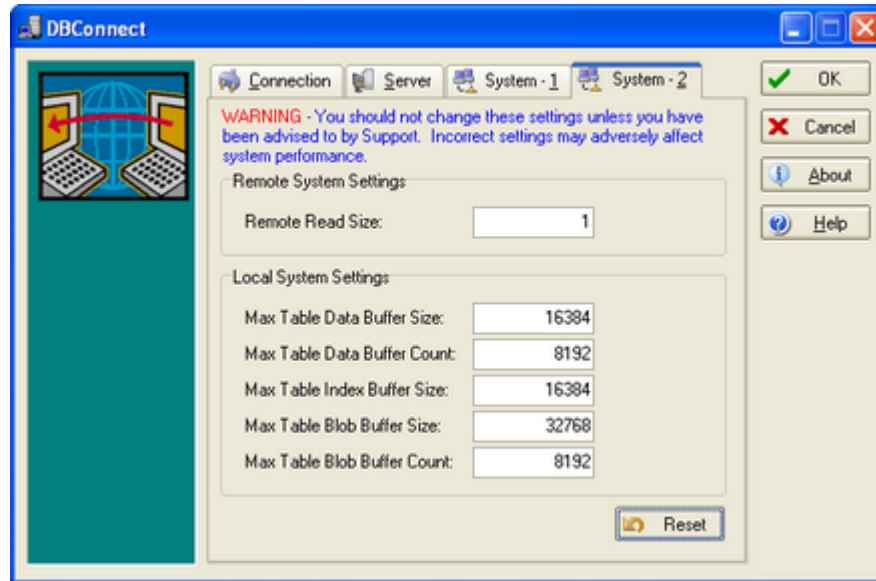 DBConnect
Connection Server System - 1 System - 2
WARNING - You should not change these settings unless you have
been advised to by Support. Incorrect settings may adversely affect
system performance.
Remote System Settings
Remote Read Size: 1
Local System Settings
Max Table Data Buffer Size: 16384
Max Table Data Buffer Count: 8192
Max Table Index Buffer Size: 16384
Max Table Blob Buffer Size: 32768
Max Table Blob Buffer Count: 8192
Reset
OK
Cancel
About
Help